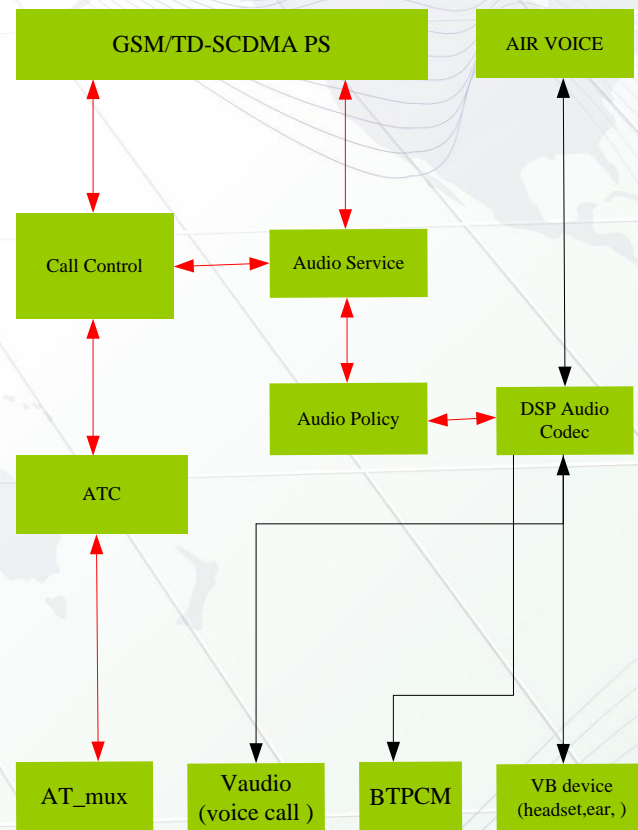 GSM/TD-SCDMA PS
AIR VOICE
Call Control
Audio Service
Audio Policy
DSP Audio
Codec
ATC
AT_mux
Vaudio
(voice call )
BTPCM
VB device
(headset,ear, )